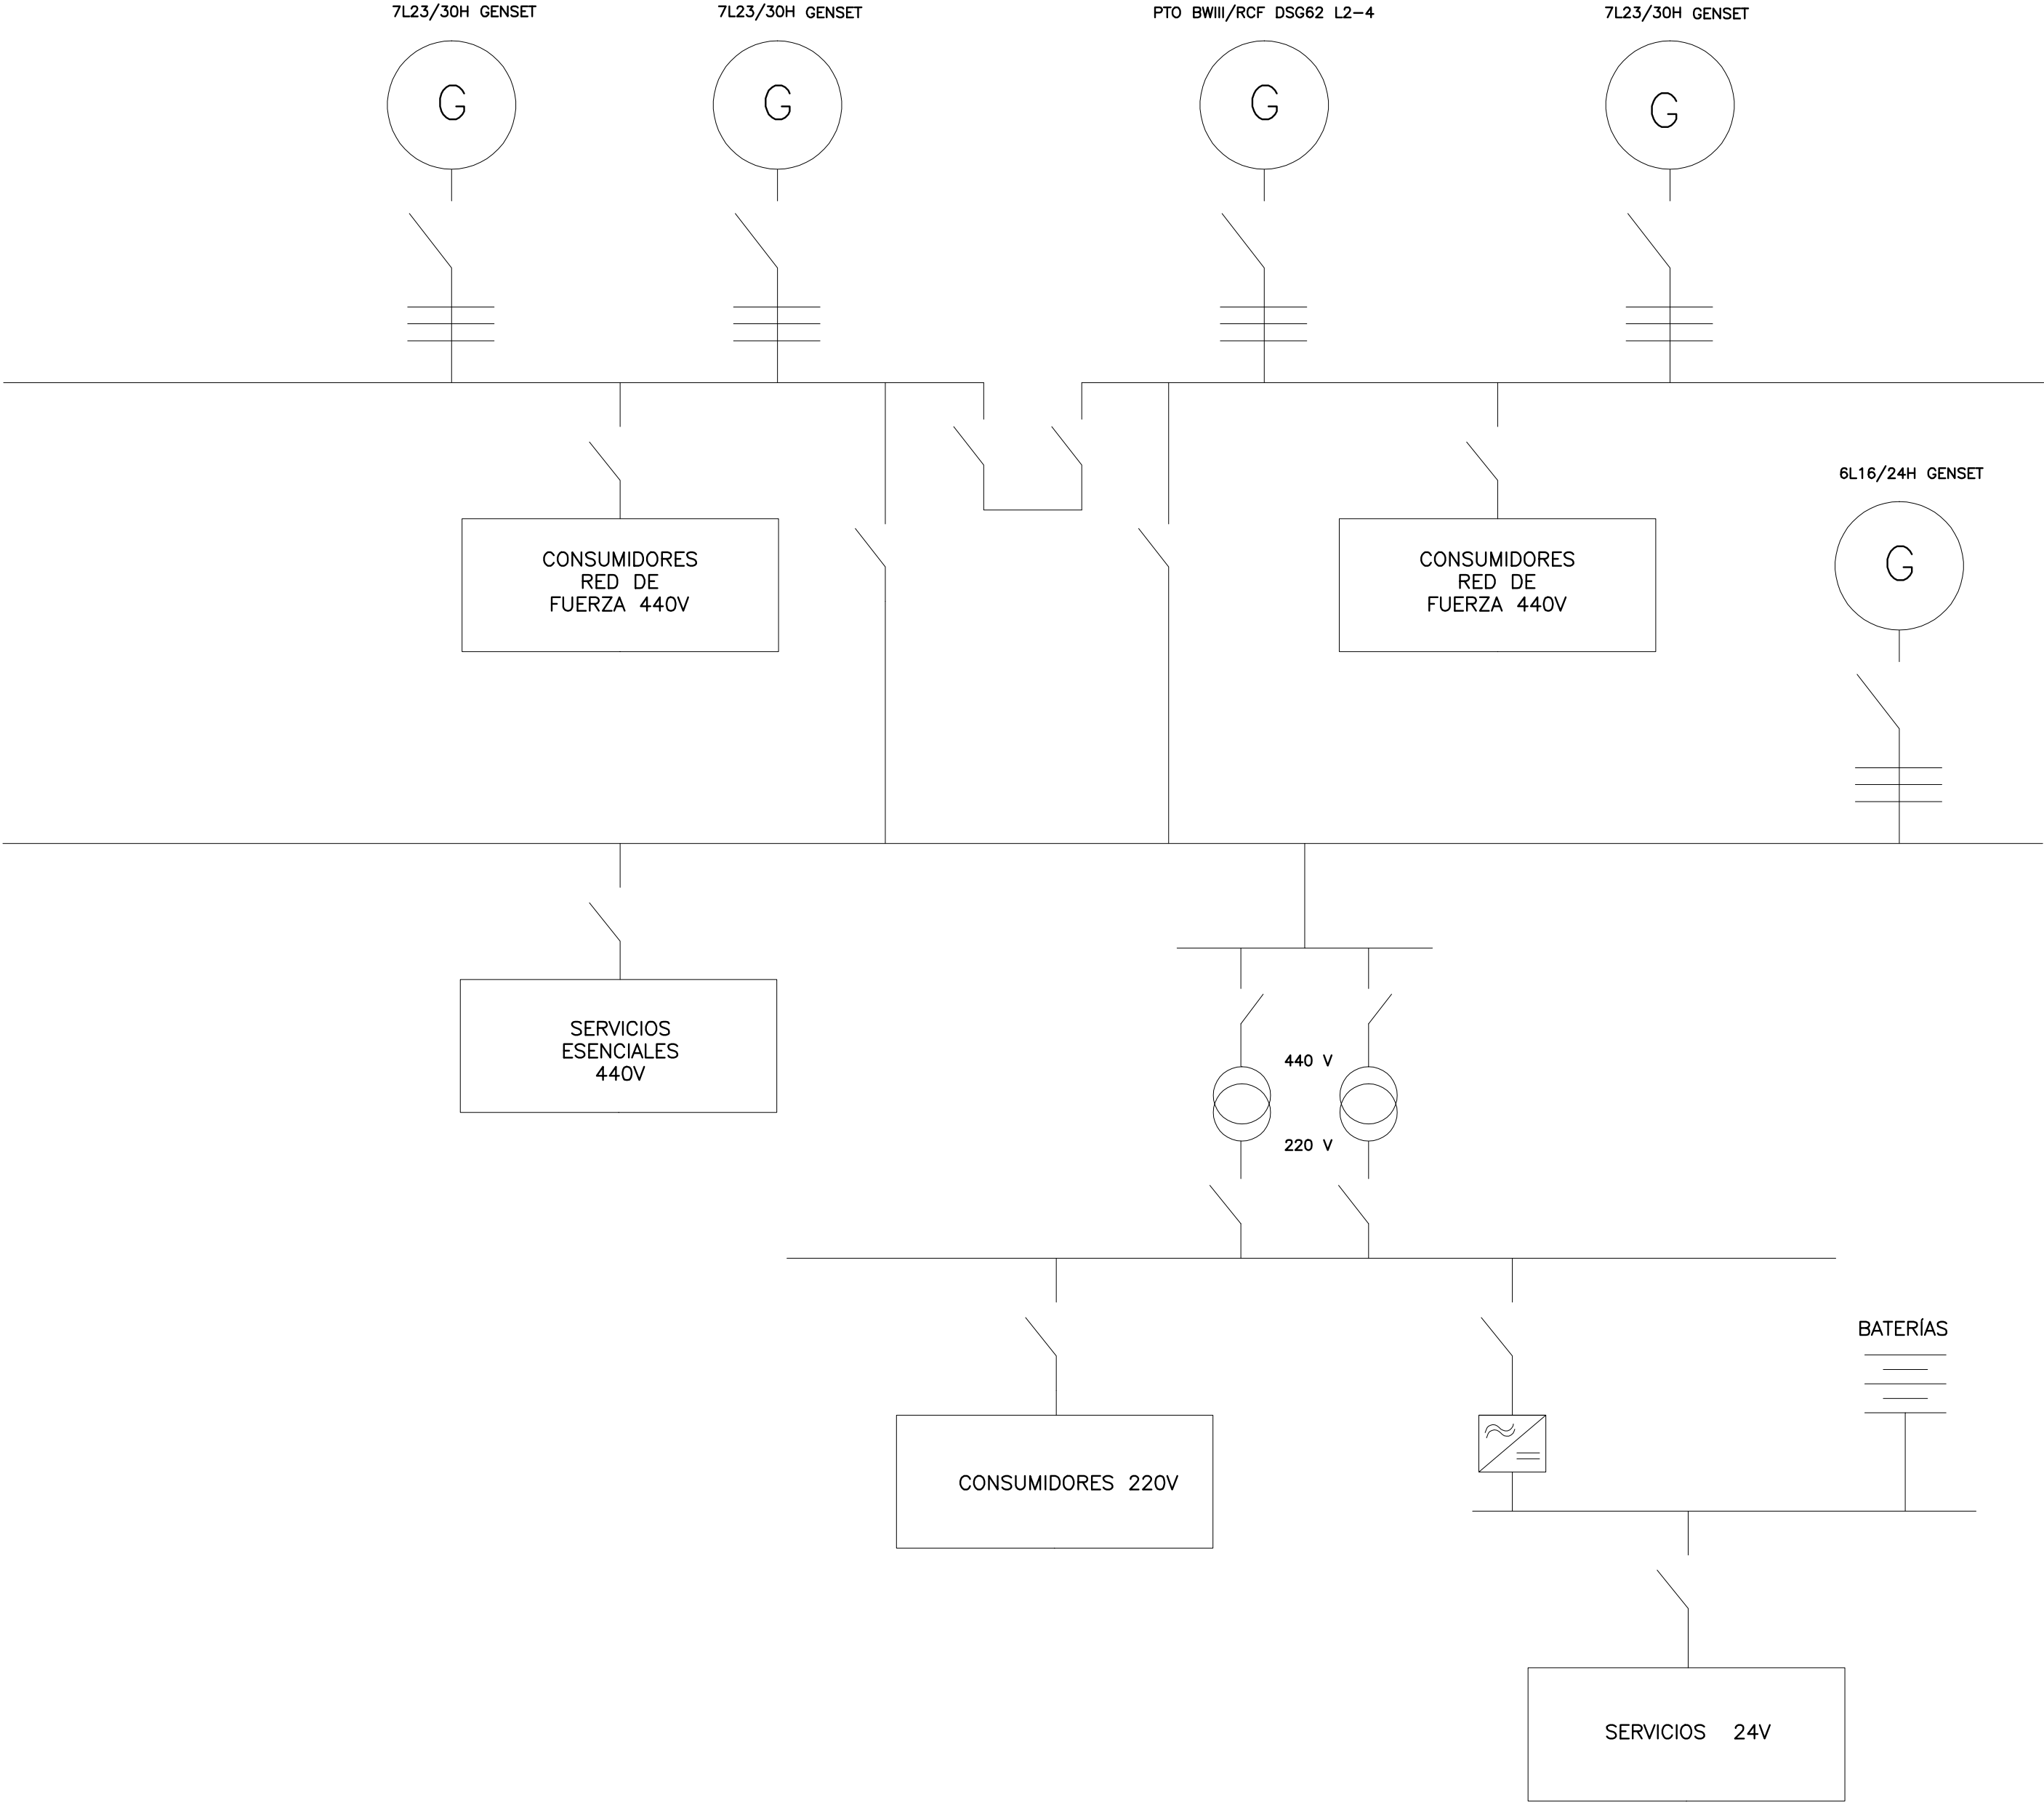 7L23/30H GENSET
7L23/30H GENSET
PTO BWIII/RCF DSG62 L2-4
7L23/30H GENSET
G
G
G
G
6L16/24H GENSET
G
CONSUMIDORES
RED DE
FUERZA 440V
CONSUMIDORES
RED DE
FUERZA 440V
SERVICIOS
ESENCIALES
440V
440 V
220 V
BATERÍAS
CONSUMIDORES 220V
SERVICIOS 24V